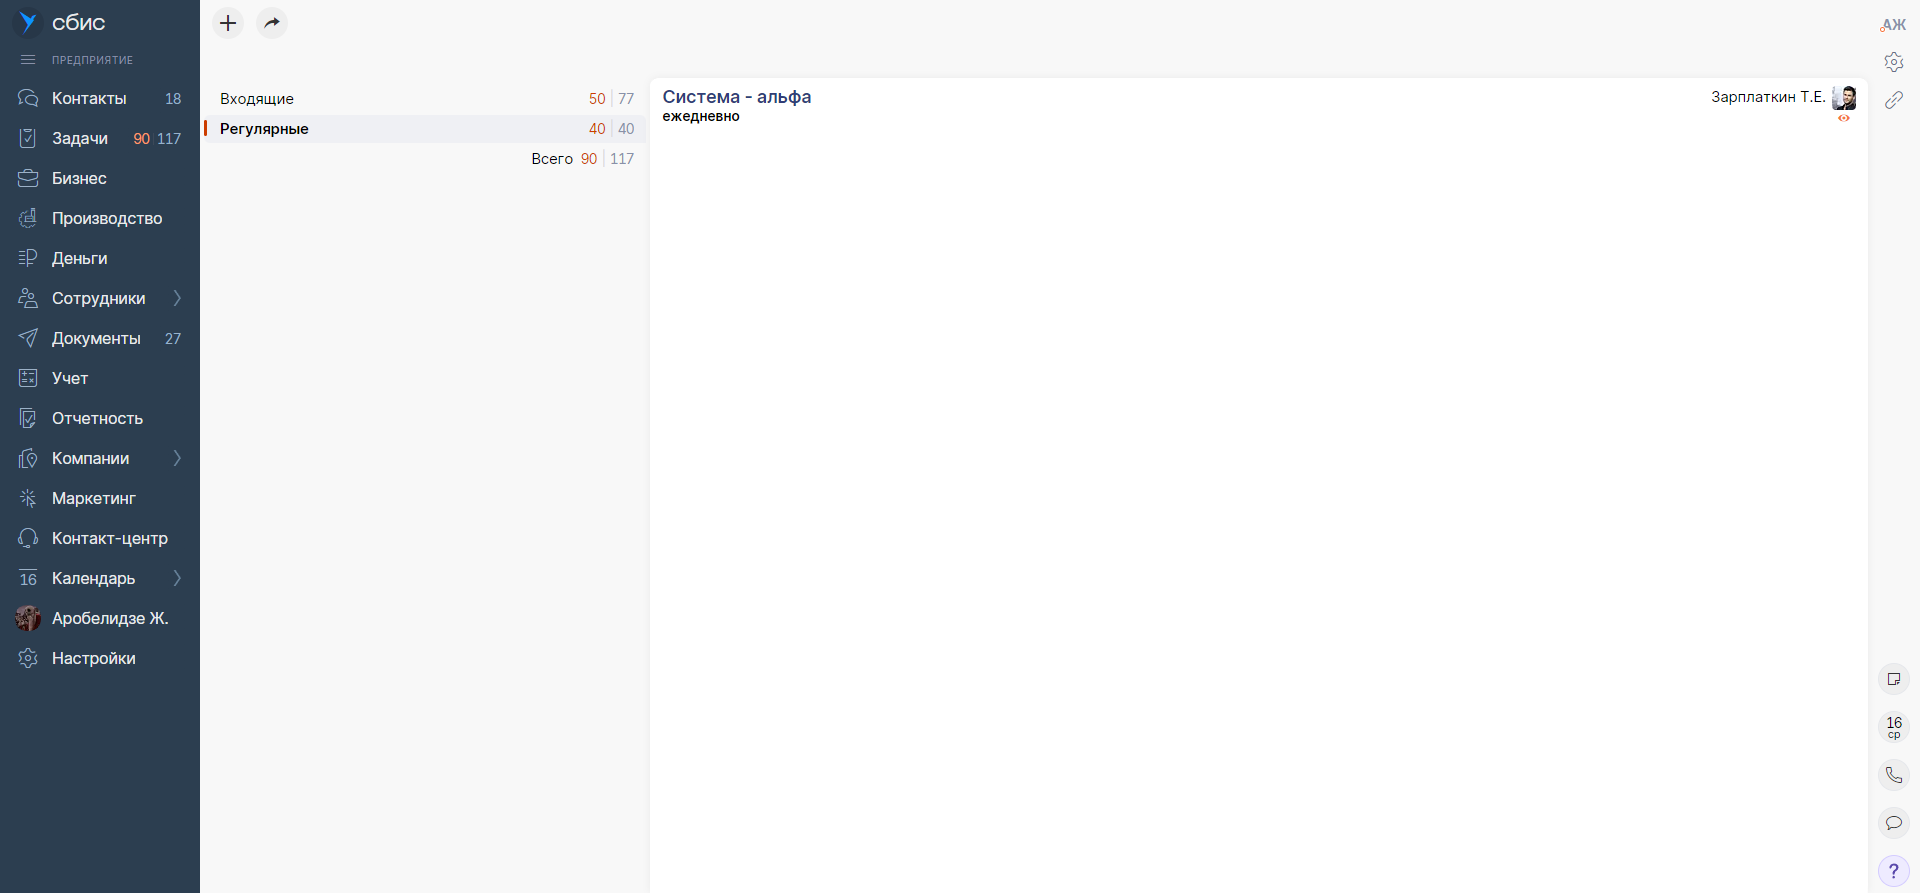 сбис
ПРЕДПРИЯТИЕ
Контакты 18
Задачи 90 117
Бизнес
Производство
Деньги
Сотрудники
Документы 27
Учет
Отчетность
Компании
Маркетинг
Контакт-центр
16 Календарь
Аробелидзе Ж.
Настройки
Входящие 50 77
Регулярные 40 40
Всего 90 117
Система - альфа
ежедневно
Зарплаткин Т.Е.
АЖ
16
ср
?